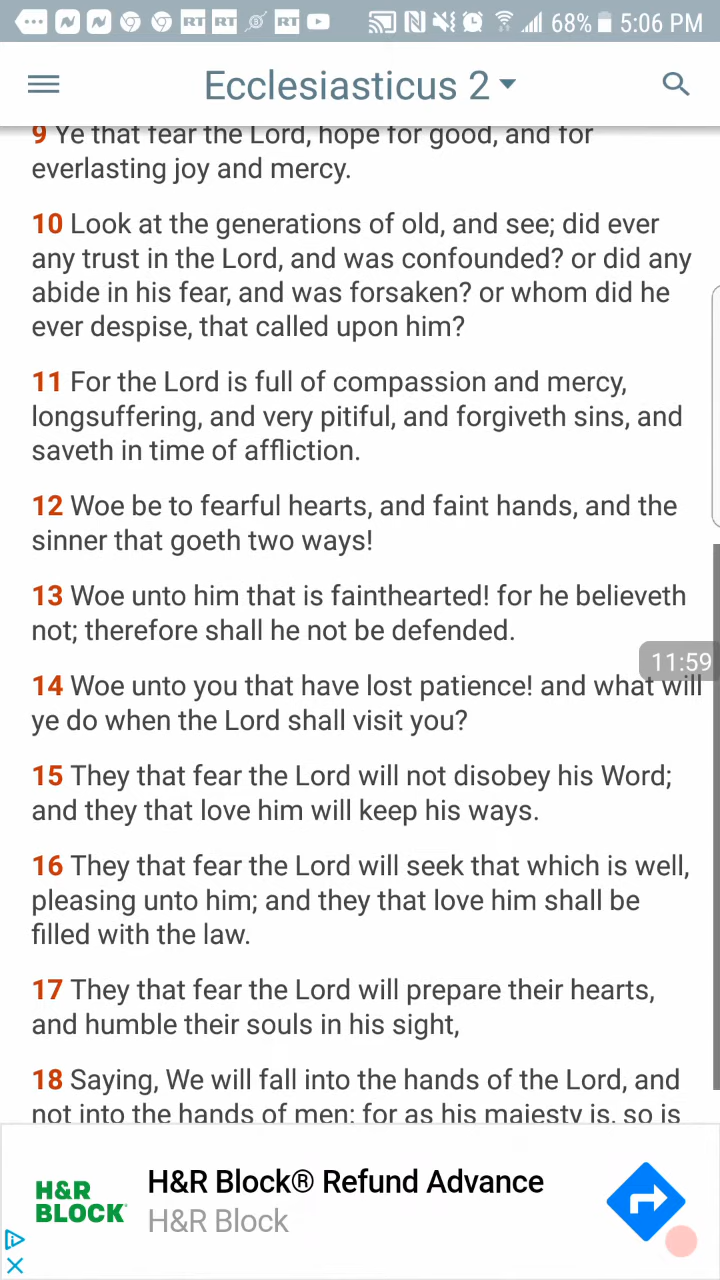 RT RT RT 68% 5:06 PM
Ecclesiasticus 2
9 Ye that fear the Lord, hope for good, and for
everlasting joy and mercy.
10 Look at the generations of old, and see; did ever
any trust in the Lord, and was confounded? or did any
abide in his fear, and was forsaken? or whom did he
ever despise, that called upon him?
11 For the Lord is full of compassion and mercy,
longsuffering, and very pitiful, and forgiveth sins, and
saveth in time of affliction.
12 Woe be to fearful hearts, and faint hands, and the
sinner that goeth two ways!
13 Woe unto him that is fainthearted! for he believeth
not; therefore shall he not be defended.
11:59
14 Woe unto you that have lost patience! and what will
ye do when the Lord shall visit you?
15 They that fear the Lord will not disobey his Word;
and they that love him will keep his ways.
16 They that fear the Lord will seek that which is well,
pleasing unto him; and they that love him shall be
filled with the law.
17 They that fear the Lord will prepare their hearts,
and humble their souls in his sight,
18 Saying, We will fall into the hands of the Lord, and
not into the hands of men: for as his majesty is, so is
H&R
BLOCK
H&R Block® Refund Advance
H&R Block